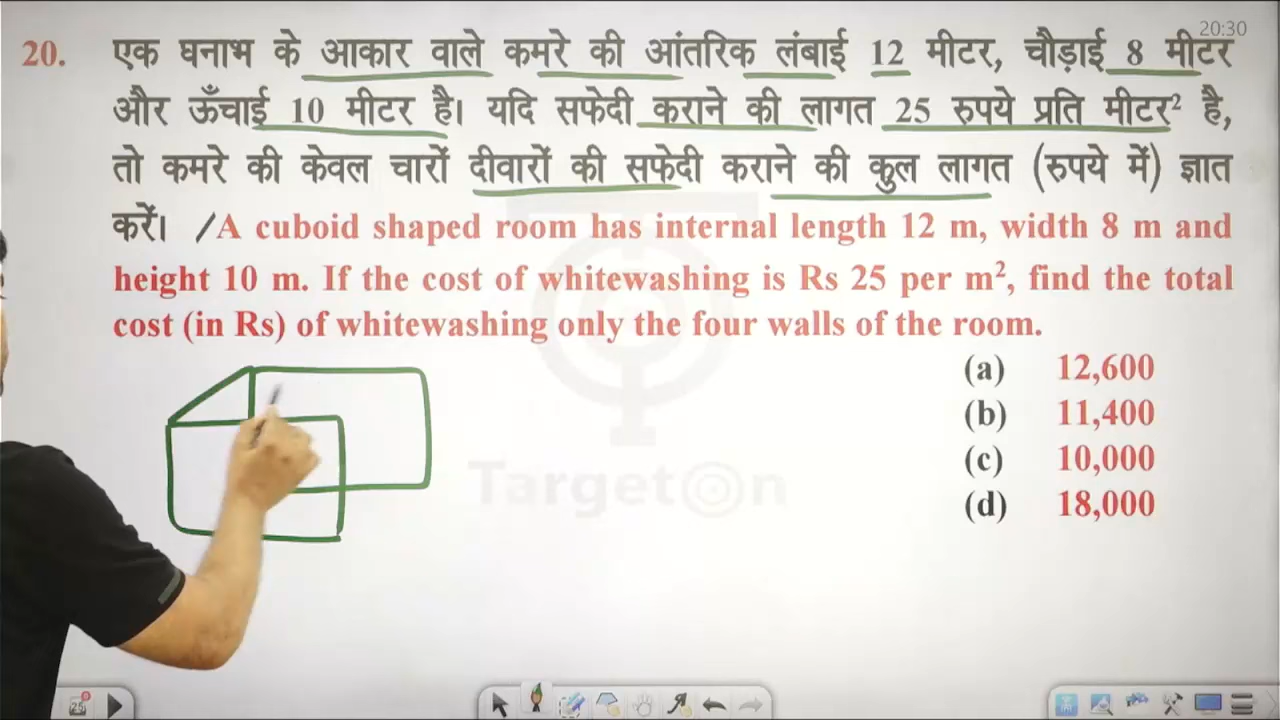 20:30
20. एक घनाभ के आकार वाले कमरे की आंतरिक लंबाई 12 मीटर, चौड़ाई 8 मीटर
और ऊँचाई 10 मीटर है। यदि सफेदी कराने की लागत 25 रुपये प्रति मीटर² है,
तो कमरे की केवल चारों दीवारों की सफेदी कराने की कुल लागत (रुपये में) ज्ञात
करें। /A cuboid shaped room has internal length 12 m, width 8 m and
height 10 m. If the cost of whitewashing is Rs 25 per m², find the total
cost (in Rs) of whitewashing only the four walls of the room.
(a) 12,600
(b) 11,400
(c) 10,000
(d) 18,000
TargetOn
25